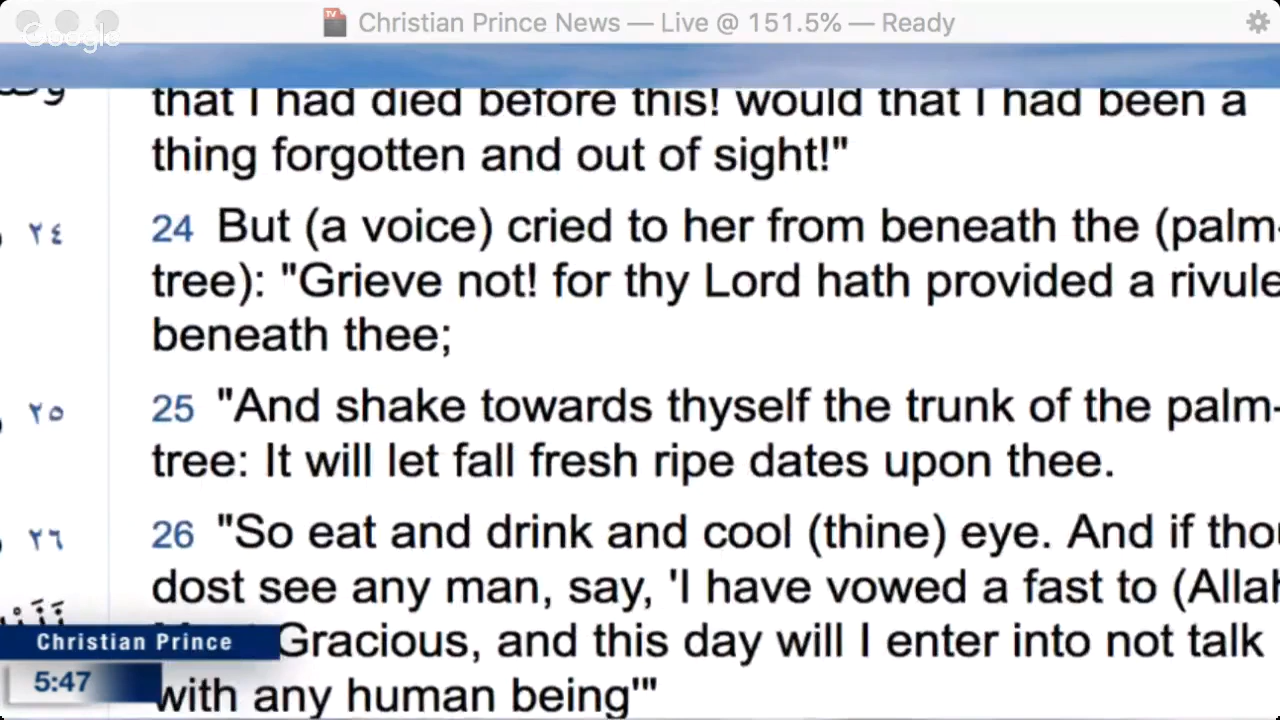 Christian Prince News — Live @ 151.5% — Ready
Google
that I had died before this! would that I had been a
thing forgotten and out of sight!"
٢٤
24 But (a voice) cried to her from beneath the (palm-
tree): "Grieve not! for thy Lord hath provided a rivule
beneath thee;
٢٥
25 "And shake towards thyself the trunk of the palm-
tree: It will let fall fresh ripe dates upon thee.
٢٦
26 "So eat and drink and cool (thine) eye. And if tho
dost see any man, say, 'I have vowed a fast to (Allah
Gracious, and this day will I enter into not talk
with any human being'"
Christian Prince
5:47